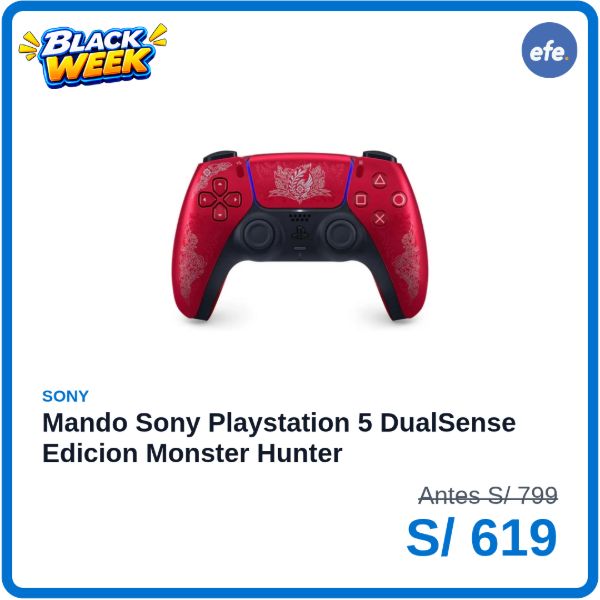 BLACK
WEEK
efe.
SONY
Mando Sony Playstation 5 DualSense
Edicion Monster Hunter
Antes S/ 799
S/ 619